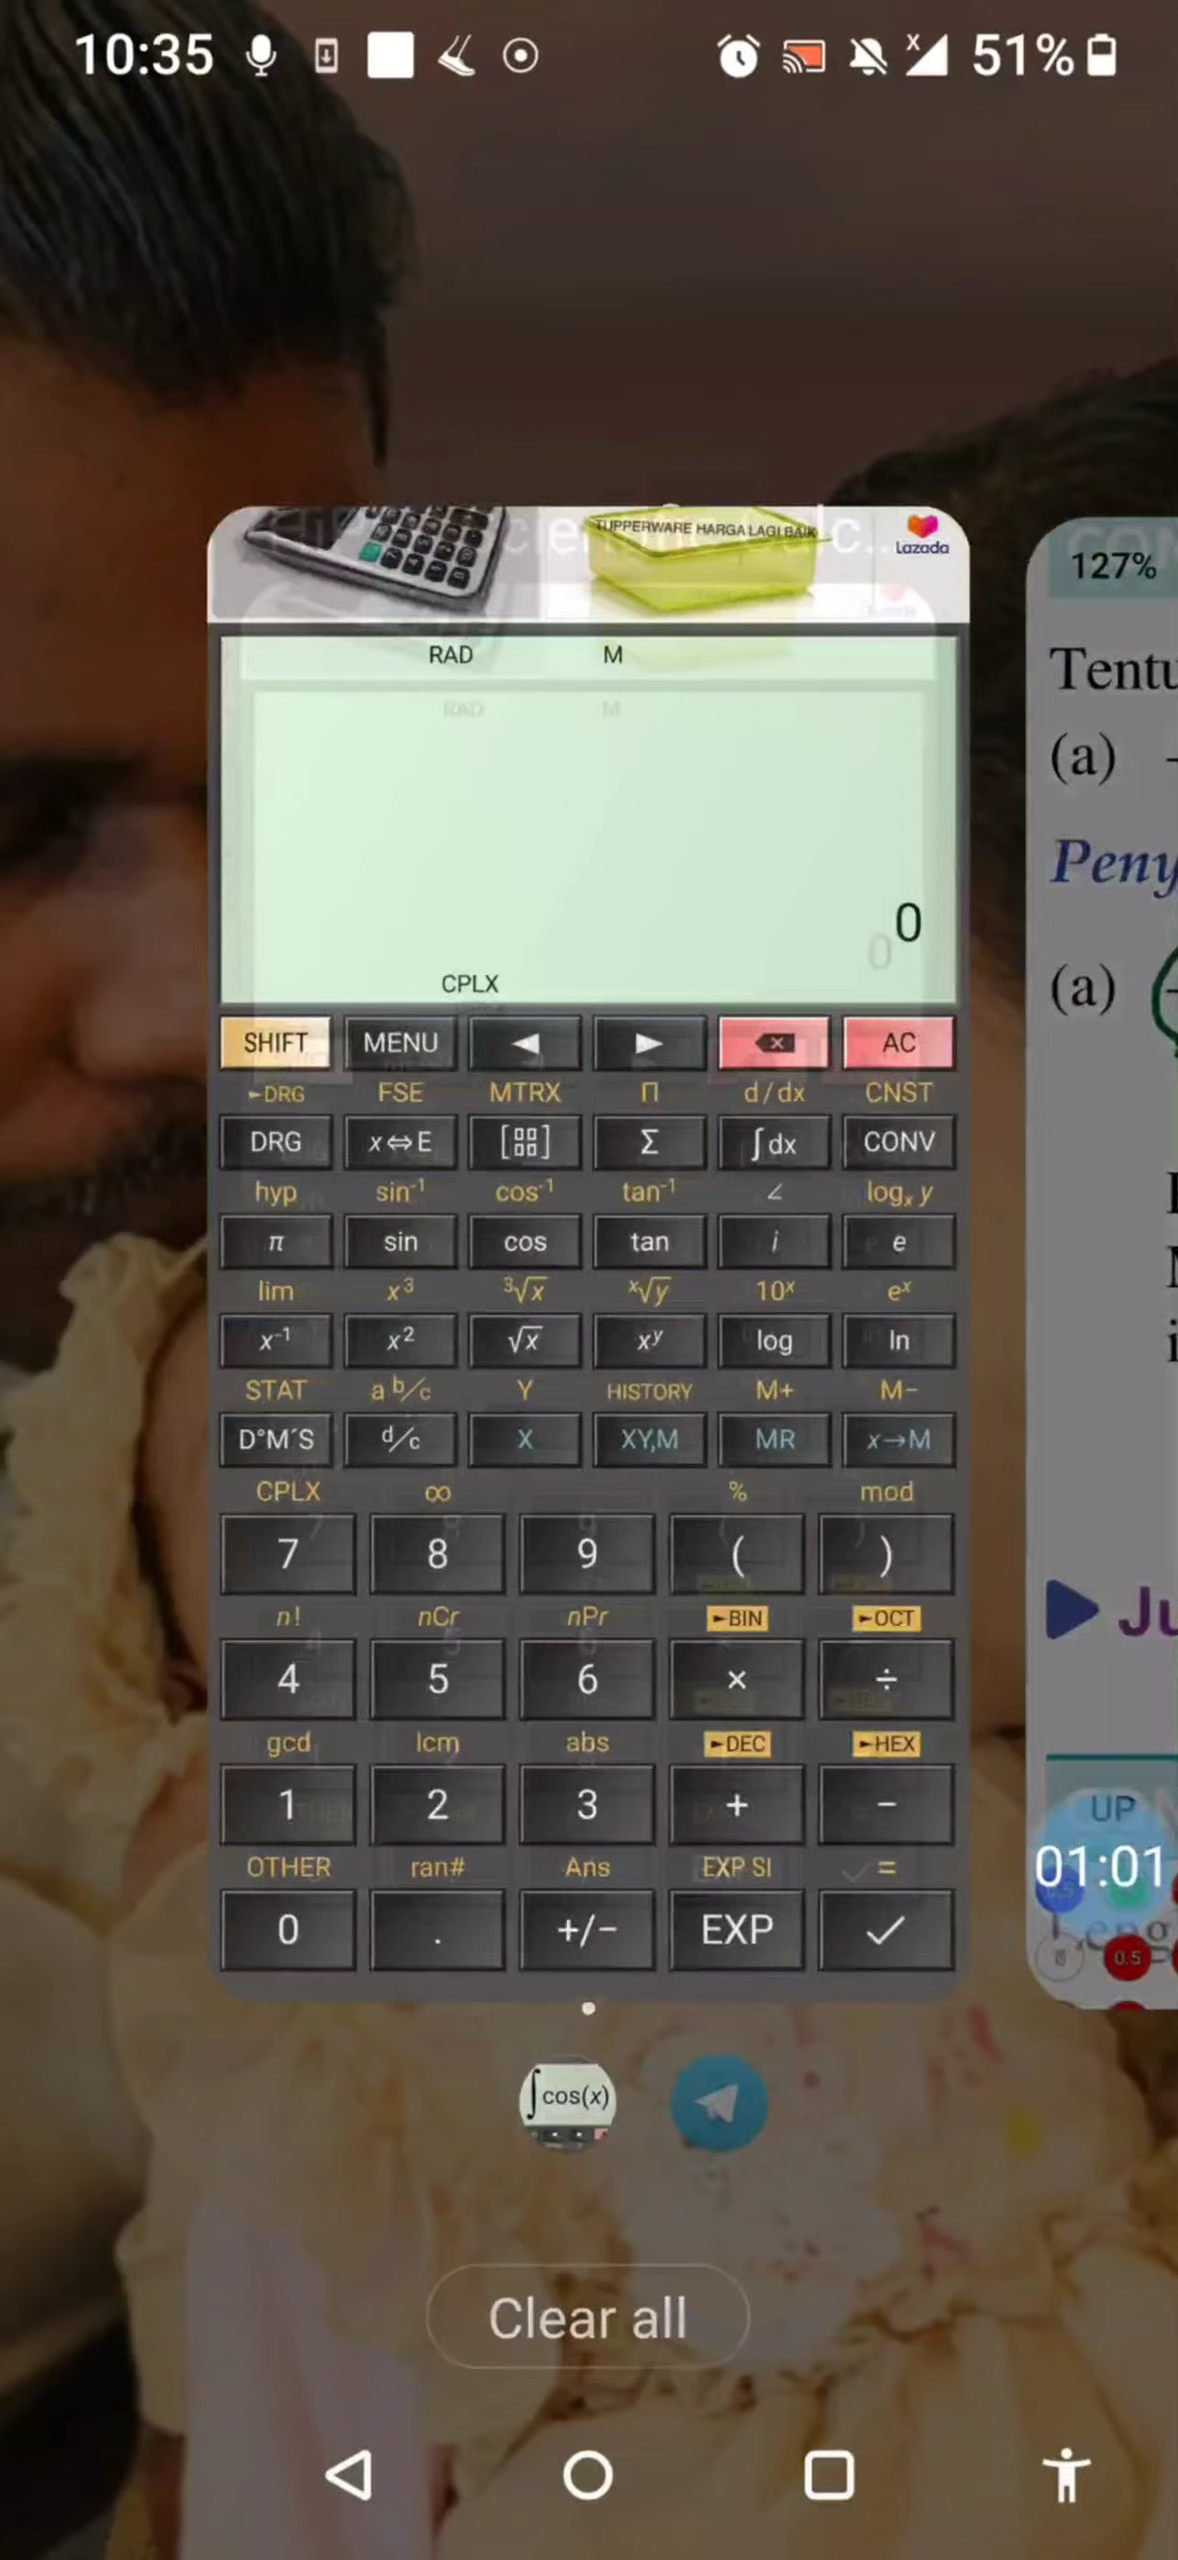 10:35 51%
TUPPERWARE HARGA LAGI BAIK
Lazada
RAD M
0
CPLX
SHIFT MENU ◄ ► AC
►DRG FSE MTRX Π d/dx CNST
DRG x⇔E Σ ∫dx CONV
hyp sin⁻¹ cos⁻¹ tan⁻¹ ∠ logₓ y
π sin cos tan i e
lim x³ ³√x ˣ√y 10ˣ eˣ
x⁻¹ x² √x xʸ log ln
STAT a b/c Y HISTORY M+ M−
D°M´S d/c X XY,M MR x→M
CPLX ∞ % mod
7 8 9 ( )
n! nCr nPr ►BIN ►OCT
4 5 6 × ÷
gcd lcm abs ►DEC ►HEX
1 2 3 + −
OTHER ran# Ans EXP SI =
0 . +/− EXP ✓
127%
Tentu
(a)
Peny
(a)
Ju
UP
01:01
0.5
∫cos(x)
Clear all